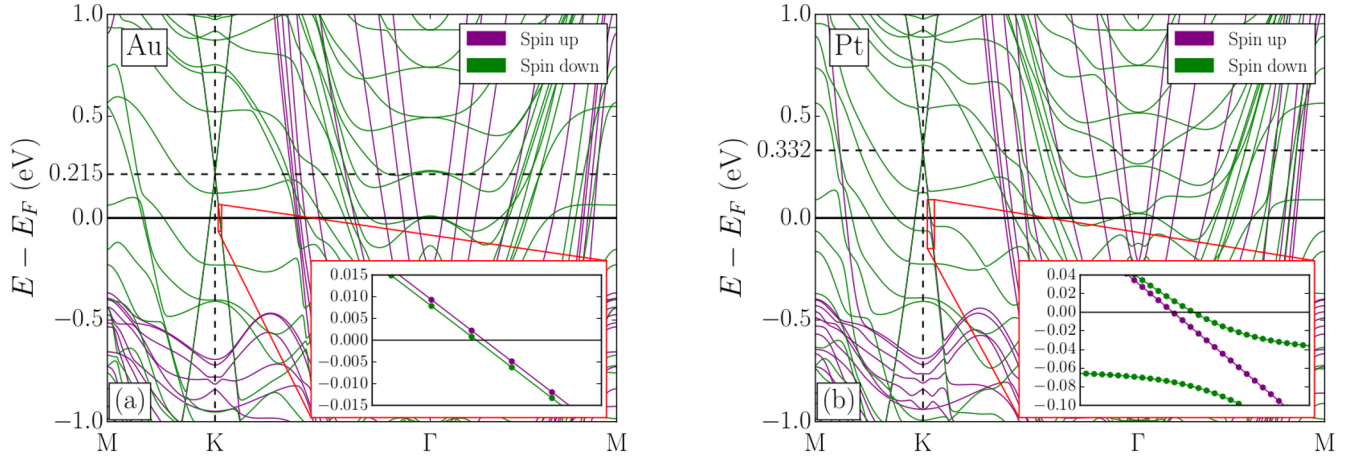 Au
Spin up
Spin down
E − E_F (eV)
1.0
0.5
0.215
0.0
−0.5
−1.0
0.015
0.010
0.005
0.000
−0.005
−0.010
−0.015
(a)
M K Γ M
Pt
Spin up
Spin down
E − E_F (eV)
1.0
0.5
0.332
0.0
−0.5
−1.0
0.04
0.02
0.00
−0.02
−0.04
−0.06
−0.08
−0.10
(b)
M K Γ M